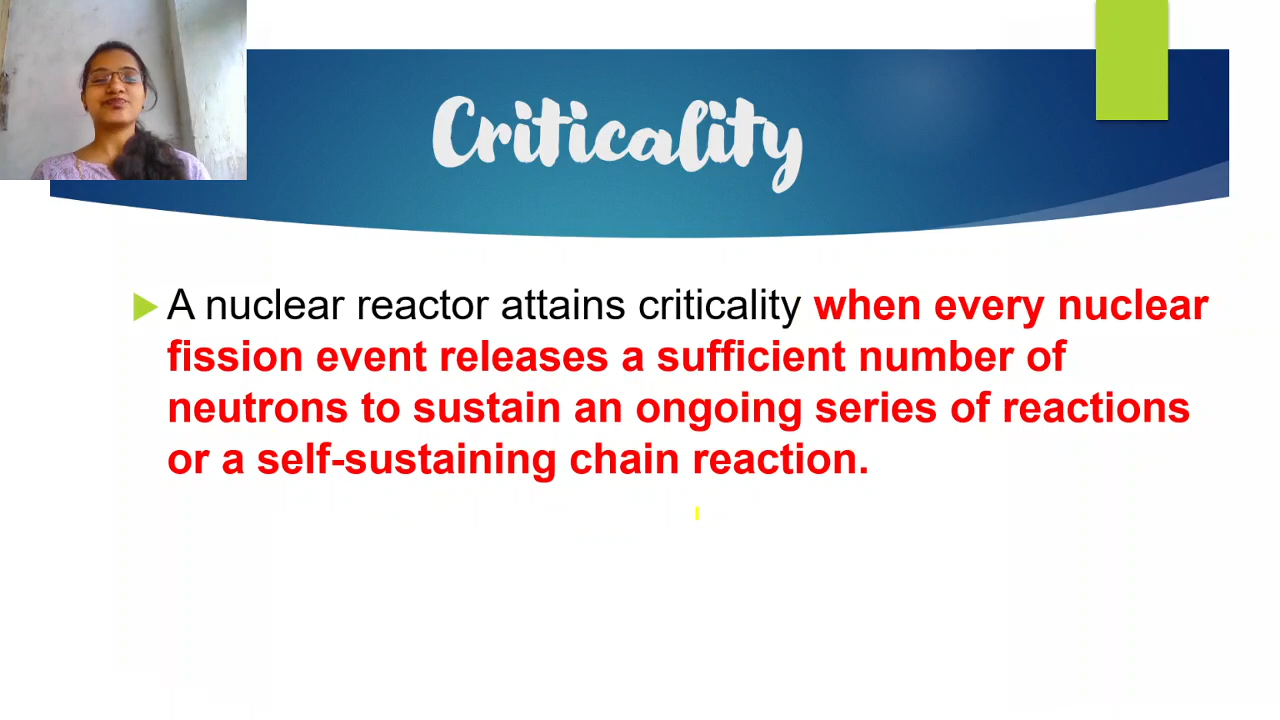 Criticality
A nuclear reactor attains criticality when every nuclear
fission event releases a sufficient number of
neutrons to sustain an ongoing series of reactions
or a self-sustaining chain reaction.